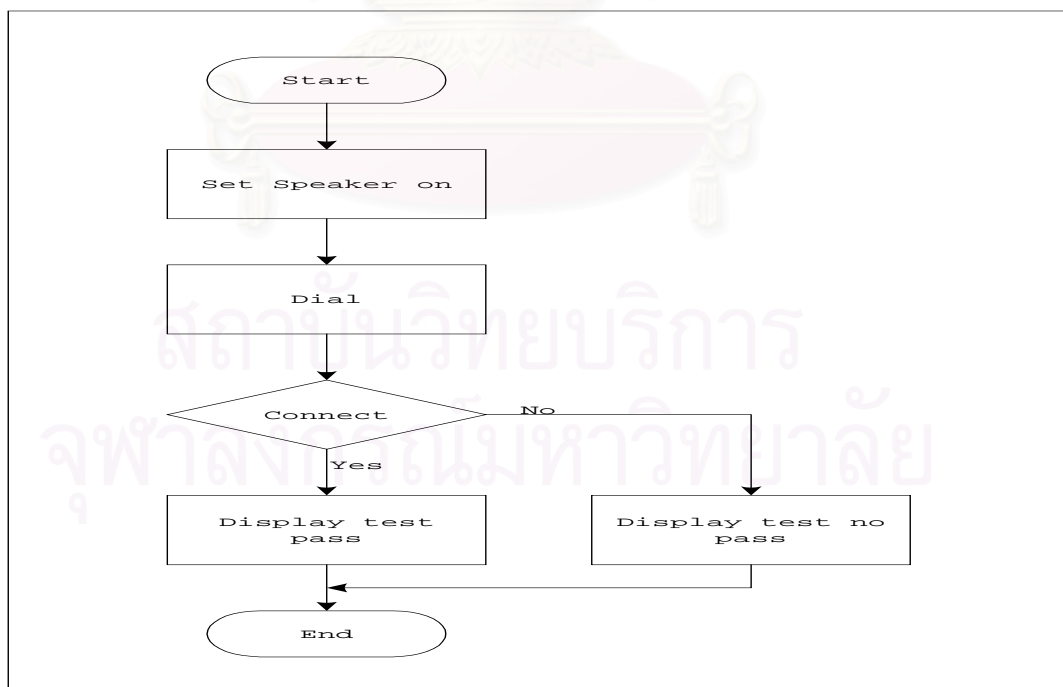 Start
Set Speaker on
Dial
Connect
No
Yes
Display test
pass
Display test no
pass
End
สถาบันวิทยบริการ
จุฬาลงกรณ์มหาวิทยาลัย